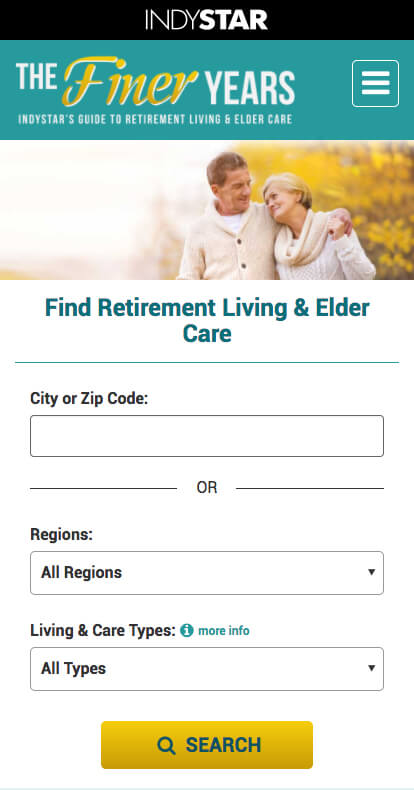 INDYSTAR
THE Finer YEARS
INDYSTAR'S GUIDE TO RETIREMENT LIVING & ELDER CARE
Find Retirement Living & Elder
Care
City or Zip Code:
OR
Regions:
All Regions
Living & Care Types: more info
All Types
SEARCH